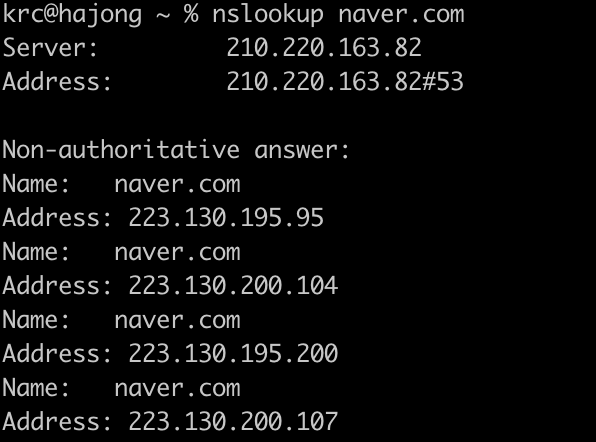 krc@hajong ~ % nslookup naver.com
Server:         210.220.163.82
Address:        210.220.163.82#53

Non-authoritative answer:
Name:   naver.com
Address: 223.130.195.95
Name:   naver.com
Address: 223.130.200.104
Name:   naver.com
Address: 223.130.195.200
Name:   naver.com
Address: 223.130.200.107